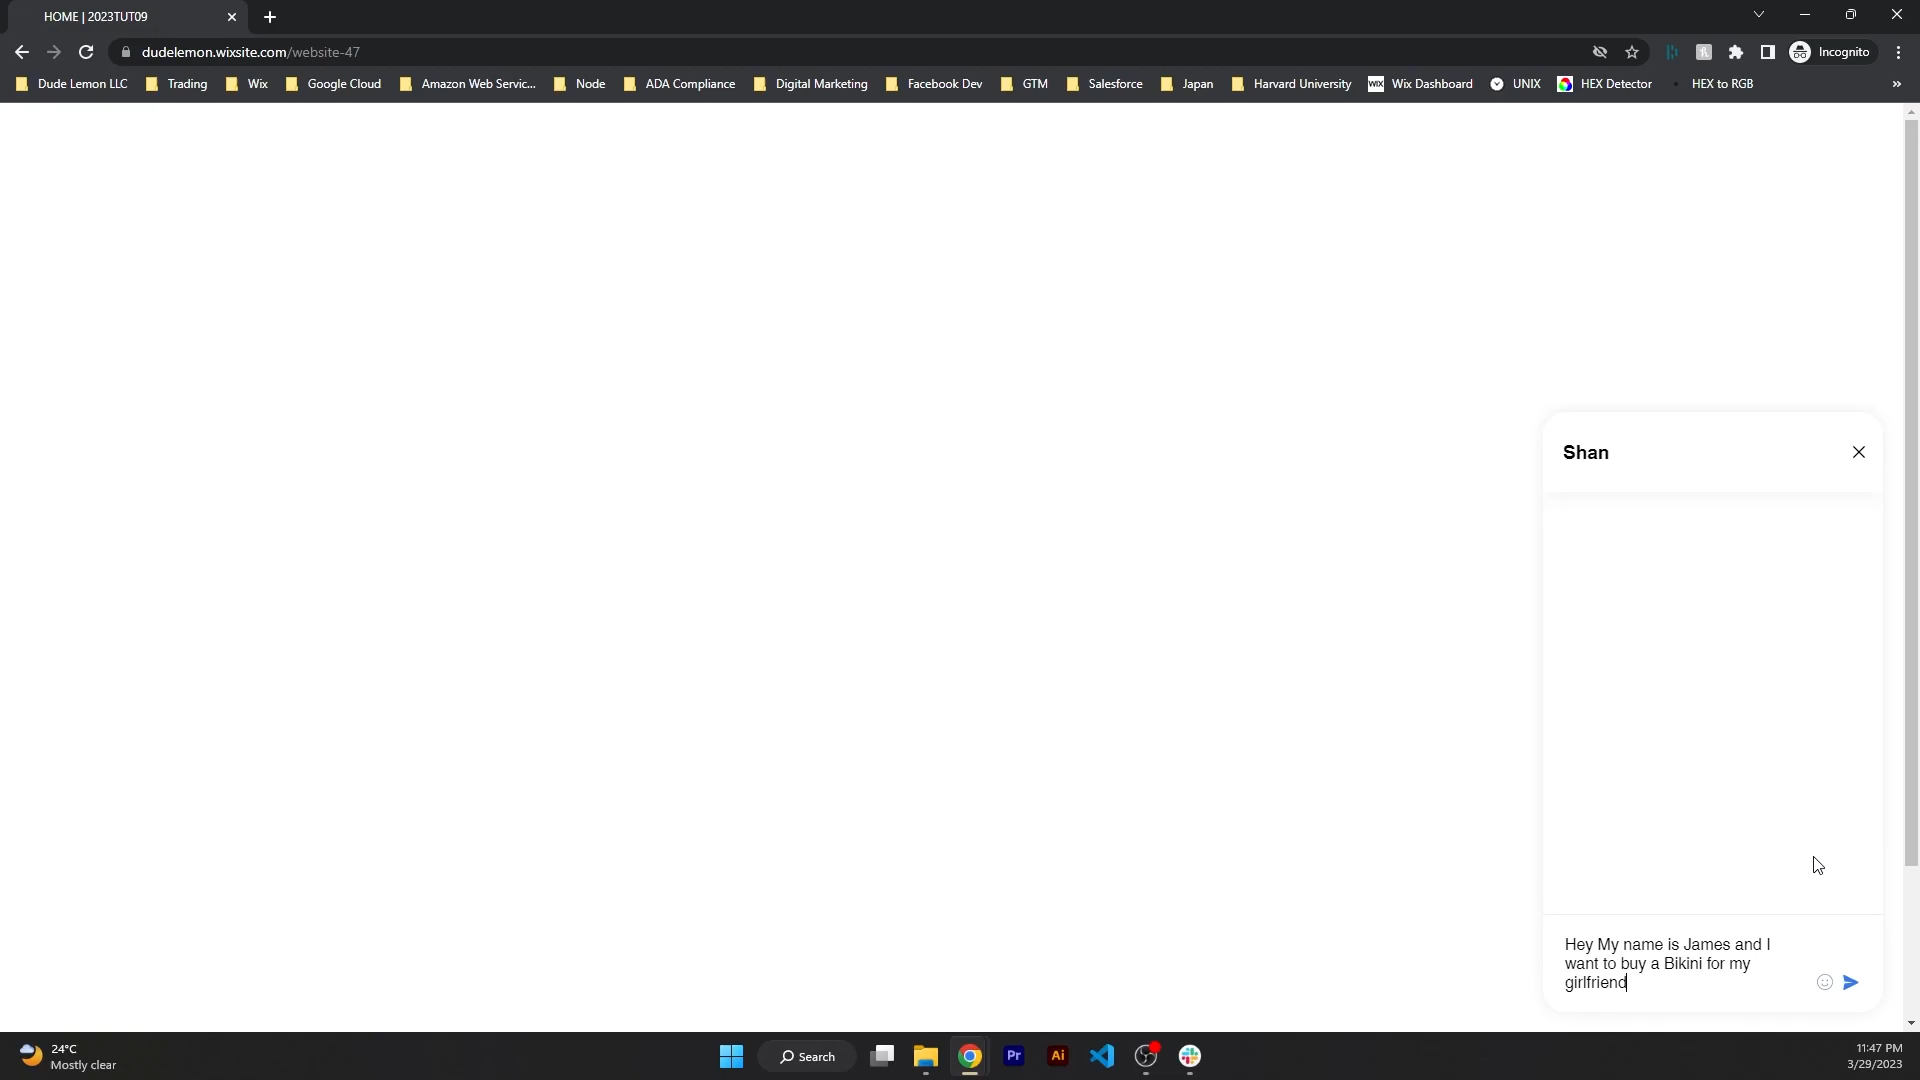 HOME | 2023TUT09
dudelemon.wixsite.com/website-47
Incognito
Dude Lemon LLC
Trading
Wix
Google Cloud
Amazon Web Servic...
Node
ADA Compliance
Digital Marketing
Facebook Dev
GTM
Salesforce
Japan
Harvard University
WIX
Wix Dashboard
UNIX
HEX Detector
HEX to RGB
»
Shan
Hey My name is James and I
want to buy a Bikini for my
girlfriend
24°C
Mostly clear
Search
Pr
Ai
11:47 PM
3/29/2023